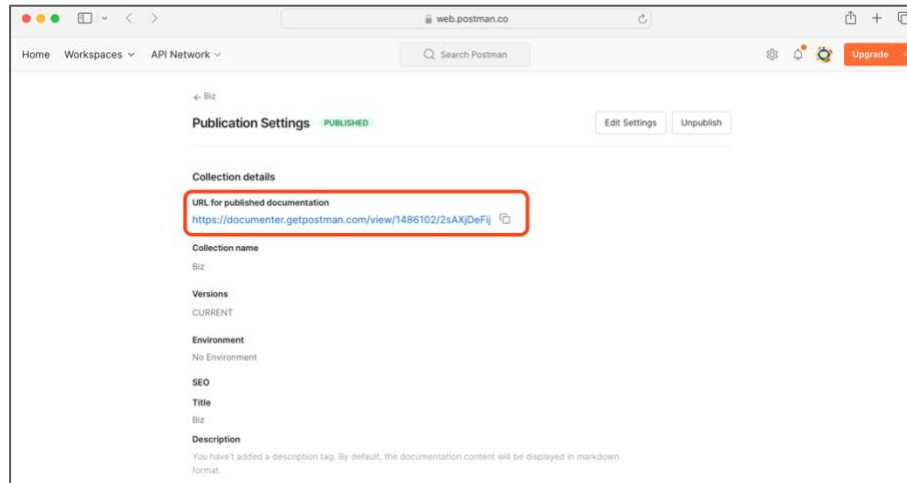 web.postman.co
Home Workspaces API Network Search Postman Upgrade
← Biz
Publication Settings PUBLISHED Edit Settings Unpublish
Collection details
URL for published documentation
https://documenter.getpostman.com/view/1486102/2sAXjDeFij
Collection name
Biz
Versions
CURRENT
Environment
No Environment
SEO
Title
Biz
Description
You have't added a description tag. By default, the documentation content will be displayed in markdown
format.